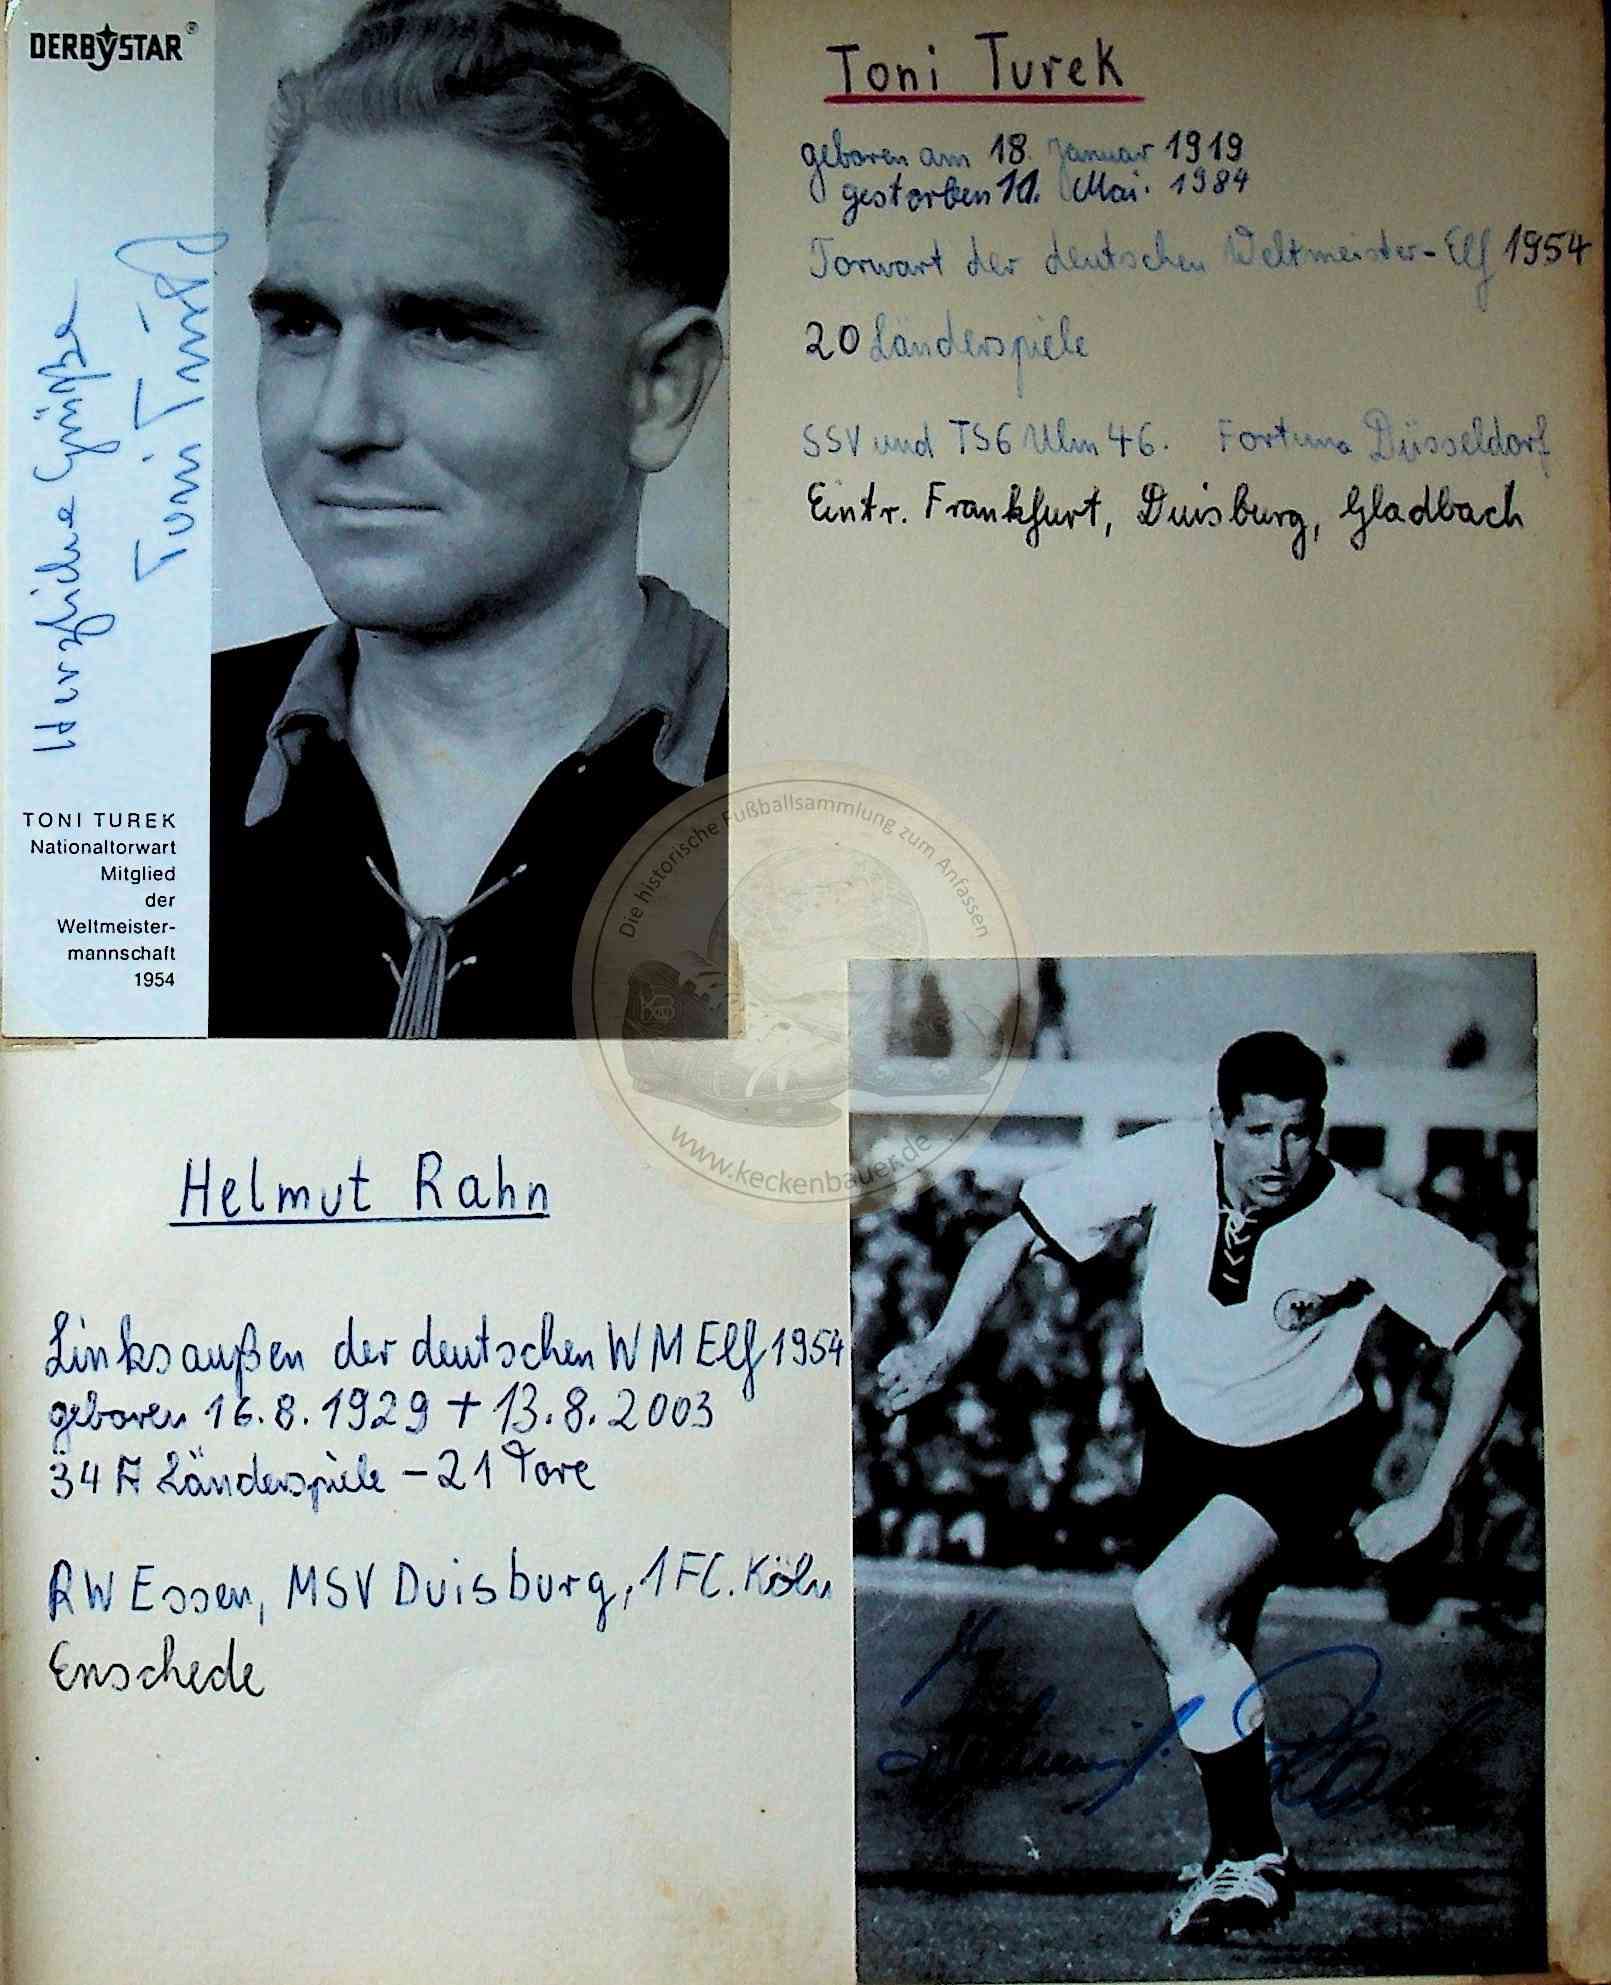 DERBYSTAR®
Herzliche Grüße
Toni Turek
TONI TUREK
Nationaltorwart
Mitglied
der
Weltmeister-
mannschaft
1954
Toni Turek
geboren am 18. Januar 1919
gestorben 11. Mai. 1984
Torwart der deutschen Weltmeister-Elf 1954
20 Länderspiele
SSV und TSG Ulm 46. Fortuna Düsseldorf
Eintr. Frankfurt, Duisburg, Gladbach
Die historische Fußballsammlung zum Anfassen
www.keckenbauer.de
Helmut Rahn
Linksaußen der deutschen WM Elf 1954
geboren 16.8.1929 + 13.8.2003
34 A Länderspiele - 21 Tore
RW Essen, MSV Duisburg, 1 FC. Köln
Enschede
Helmut Rahn